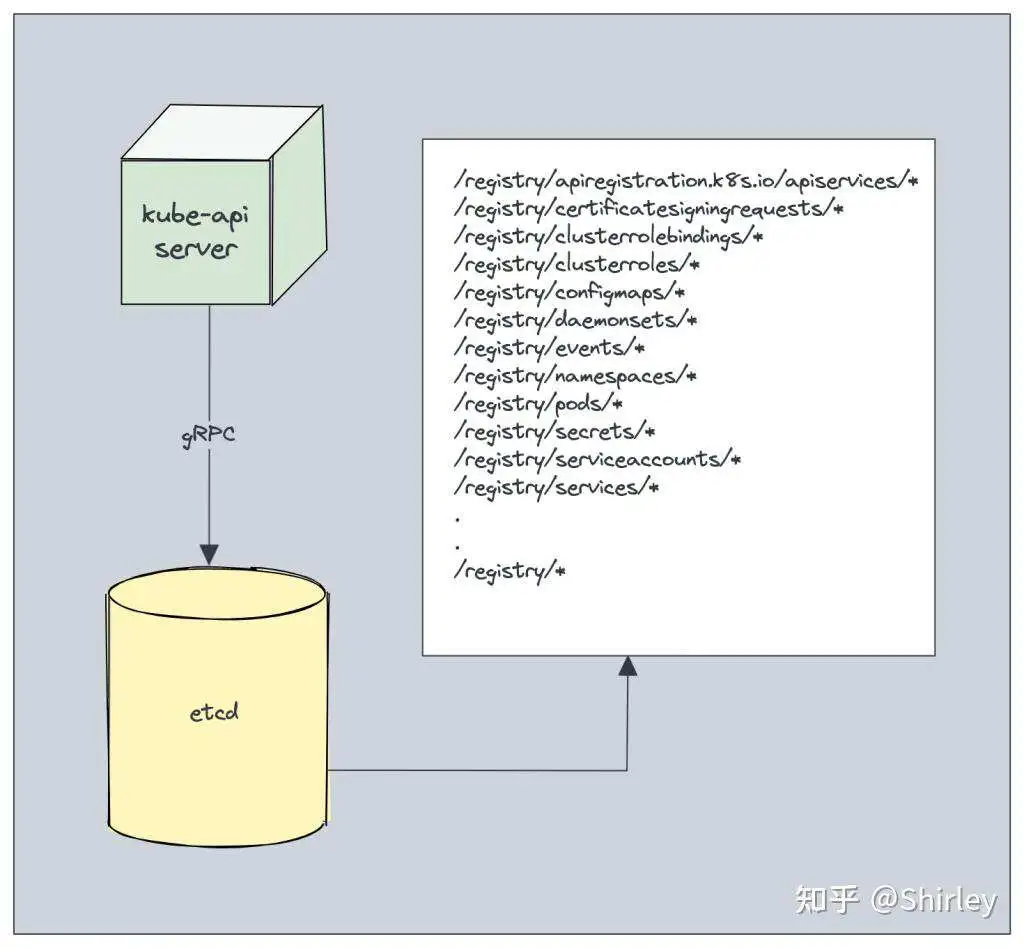 kube-api
server
gRPC
etcd
/registry/apiregistration.k8s.io/apiservices/*
/registry/certificatesigningrequests/*
/registry/clusterrolebindings/*
/registry/clusterroles/*
/registry/configmaps/*
/registry/daemonsets/*
/registry/events/*
/registry/namespaces/*
/registry/pods/*
/registry/secrets/*
/registry/serviceaccounts/*
/registry/services/*
.
.
/registry/*
知乎 @Shirley